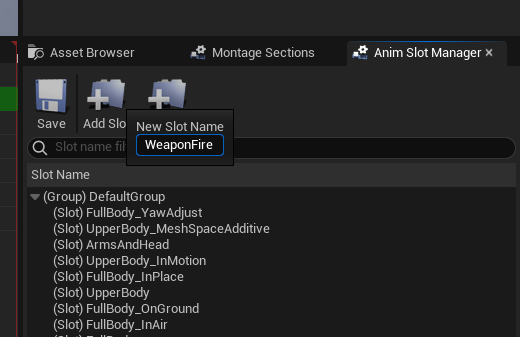 Asset Browser
Montage Sections
Anim Slot Manager
Save
Add Slo
New Slot Name
WeaponFire
Slot name fil
Slot Name
(Group) DefaultGroup
(Slot) FullBody_YawAdjust
(Slot) UpperBody_MeshSpaceAdditive
(Slot) ArmsAndHead
(Slot) UpperBody_InMotion
(Slot) FullBody_InPlace
(Slot) UpperBody
(Slot) FullBody_OnGround
(Slot) FullBody_InAir